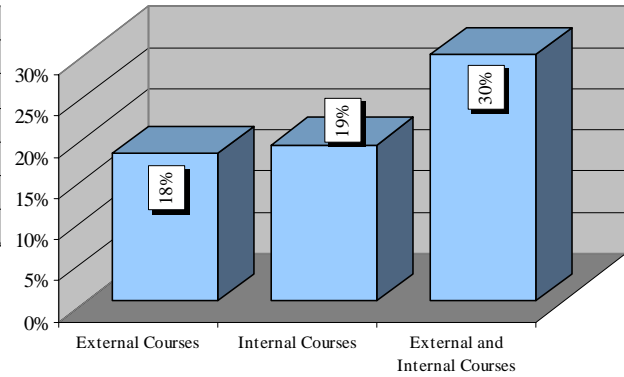 30%
25%
20%
15%
10%
5%
0%
18%
19%
30%
External Courses
Internal Courses
External and
Internal Courses